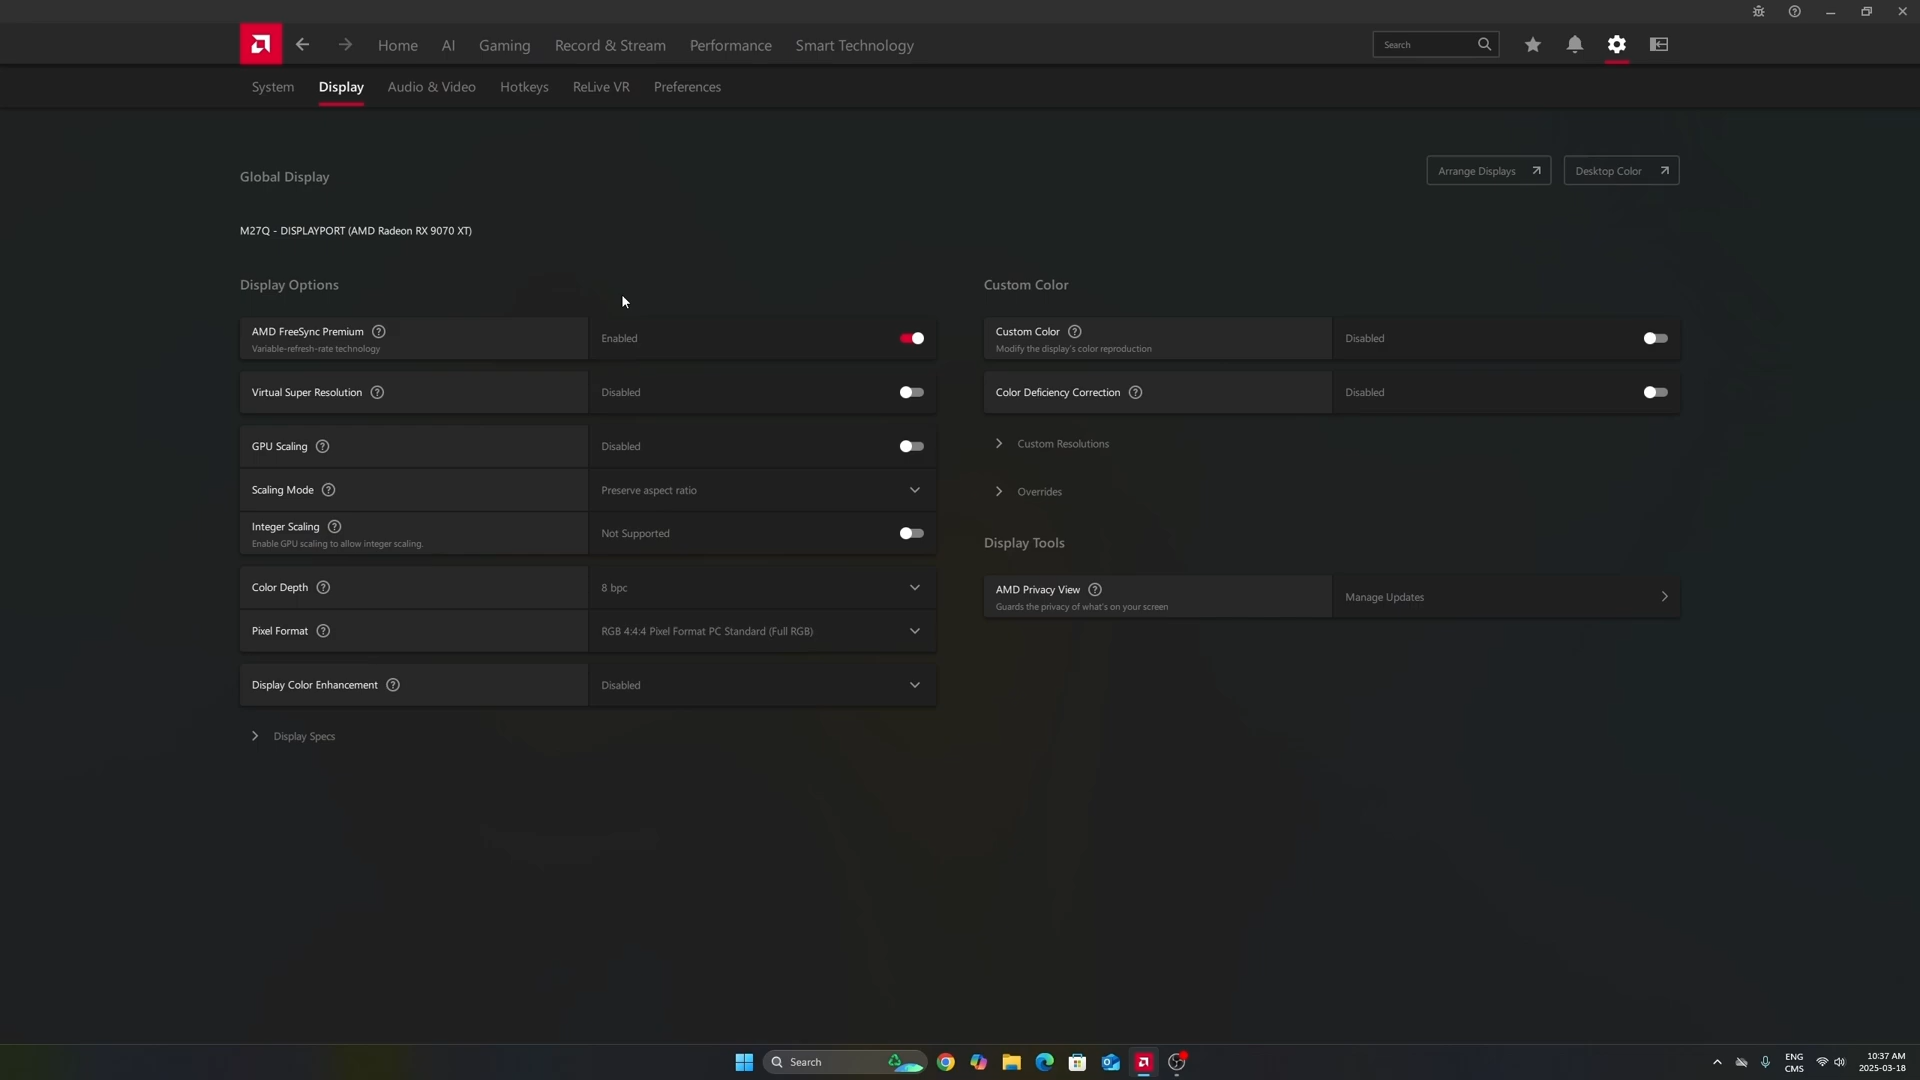 Home
AI
Gaming
Record & Stream
Performance
Smart Technology
Search
System
Display
Audio & Video
Hotkeys
ReLive VR
Preferences
Global Display
Arrange Displays
Desktop Color
M27Q - DISPLAYPORT (AMD Radeon RX 9070 XT)
Display Options
AMD FreeSync Premium
Variable-refresh-rate technology
Enabled
Virtual Super Resolution
Disabled
GPU Scaling
Disabled
Scaling Mode
Preserve aspect ratio
Integer Scaling
Enable GPU scaling to allow integer scaling.
Not Supported
Color Depth
8 bpc
Pixel Format
RGB 4:4:4 Pixel Format PC Standard (Full RGB)
Display Color Enhancement
Disabled
Display Specs
Custom Color
Custom Color
Modify the display's color reproduction
Disabled
Color Deficiency Correction
Disabled
Custom Resolutions
Overrides
Display Tools
AMD Privacy View
Guards the privacy of what's on your screen
Manage Updates
Search
ENG
CMS
10:37 AM
2025-03-18